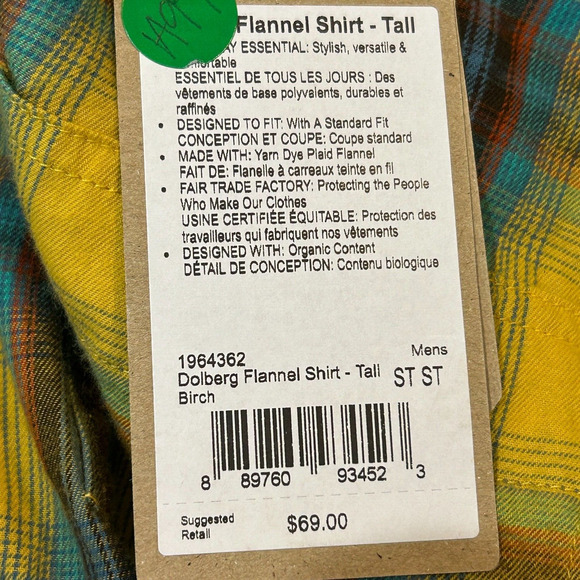 Flannel Shirt - Tall
ESSENTIAL: Stylish, versatile &
ESSENTIEL DE TOUS LES JOURS : Des
vêtements de base polyvalents, durables et
raffinés
• DESIGNED TO FIT: With A Standard Fit
CONCEPTION ET COUPE: Coupe standard
• MADE WITH: Yarn Dye Plaid Flannel
FAIT DE: Flanelle à carreaux teinte en fil
• FAIR TRADE FACTORY: Protecting the People
Who Make Our Clothes
USINE CERTIFIÉE ÉQUITABLE: Protection des
travailleurs qui fabriquent nos vêtements
• DESIGNED WITH: Organic Content
DÉTAIL DE CONCEPTION: Contenu biologique
1964362 Mens
Dolberg Flannel Shirt - Tall ST ST
Birch
8 89760 93452 3
Suggested
Retail $69.00